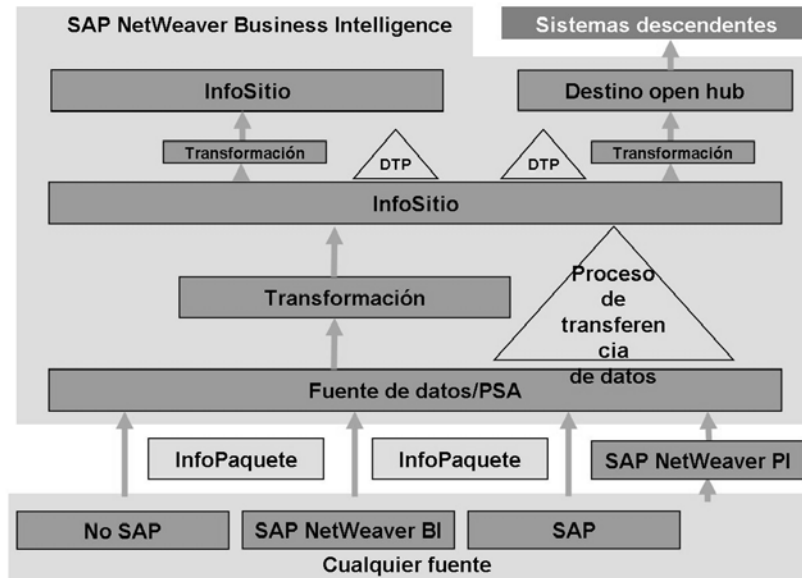 SAP NetWeaver Business Intelligence
Sistemas descendentes
InfoSitio
Destino open hub
Transformación
DTP
DTP
Transformación
InfoSitio
Transformación
Proceso
de
transferen
cia
de datos
Fuente de datos/PSA
InfoPaquete
InfoPaquete
SAP NetWeaver PI
No SAP
SAP NetWeaver BI
SAP
Cualquier fuente